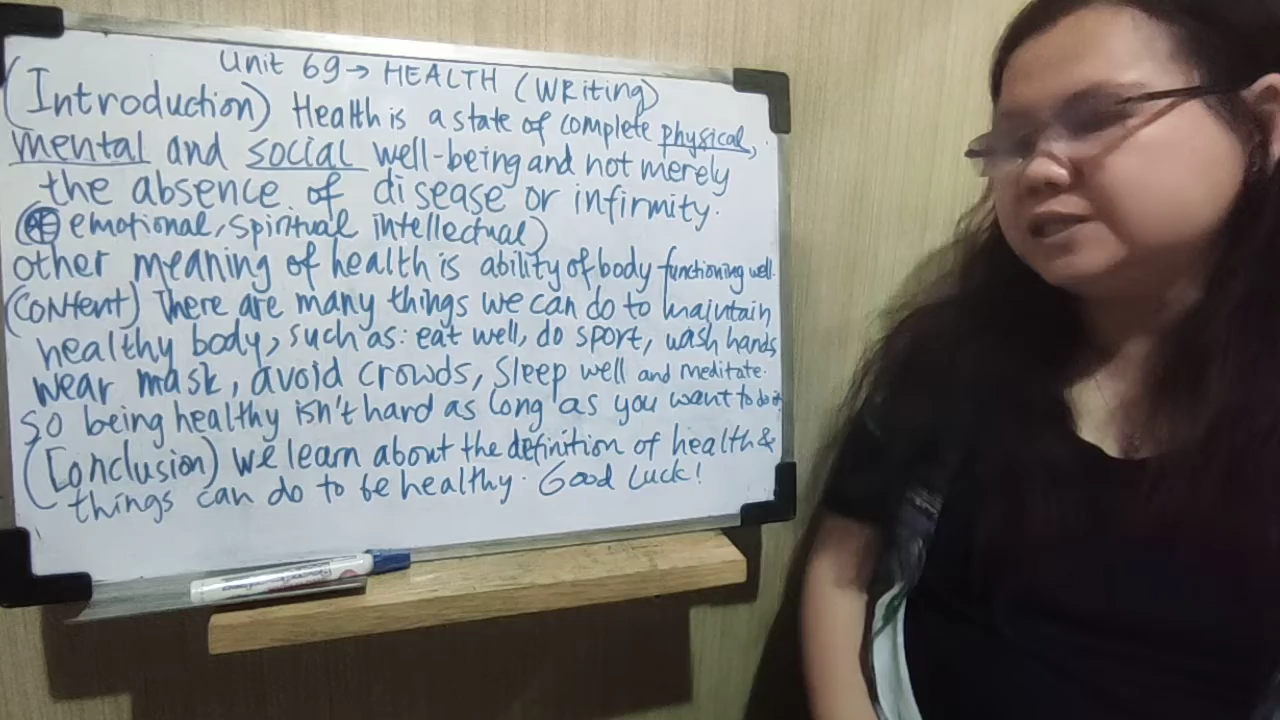 Unit 69→ HEALTH (WRiting)
(Introduction) Health is a state of complete physical,
mental and social well-being and not merely
the absence of disease or infirmity.
( emotional, spiritual intellectual)
other meaning of health is ability of body functioning well.
(CONtent) There are many things we can do to maintain
healthy body, such as: eat well, do sport, wash hands
wear mask, avoid crowds, Sleep well and meditate.
so being healthy isn't hard as long as you want to do it
(Conclusion) we learn about the definition of health &
things can do to be healthy. Good Luck!